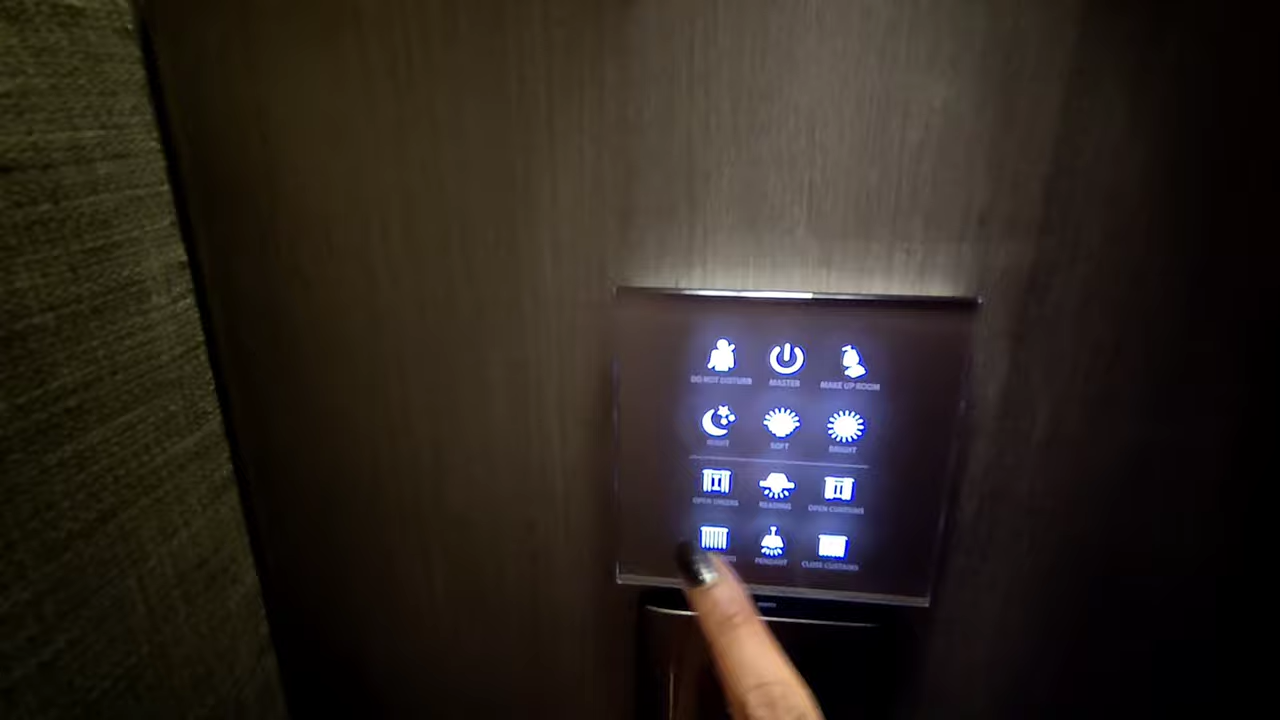 DO NOT DISTURB MASTER MAKE UP ROOM
NIGHT SOFT BRIGHT
OPEN SHEERS READING OPEN CURTAINS
PENDANT CLOSE CURTAINS